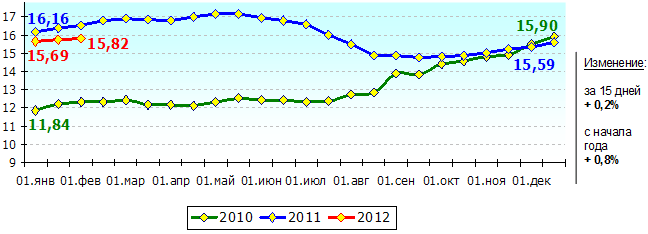 17
16
15
14
13
12
11
10
9
16,16
15,69
15,82
11,84
15,90
15,59
01.янв 01.фев 01.мар 01.апр 01.май 01.июн 01.июл 01.авг 01.сен 01.окт 01.ноя 01.дек
2010 2011 2012
Изменение:
за 15 дней
+ 0,2%
с начала
года
+ 0,8%